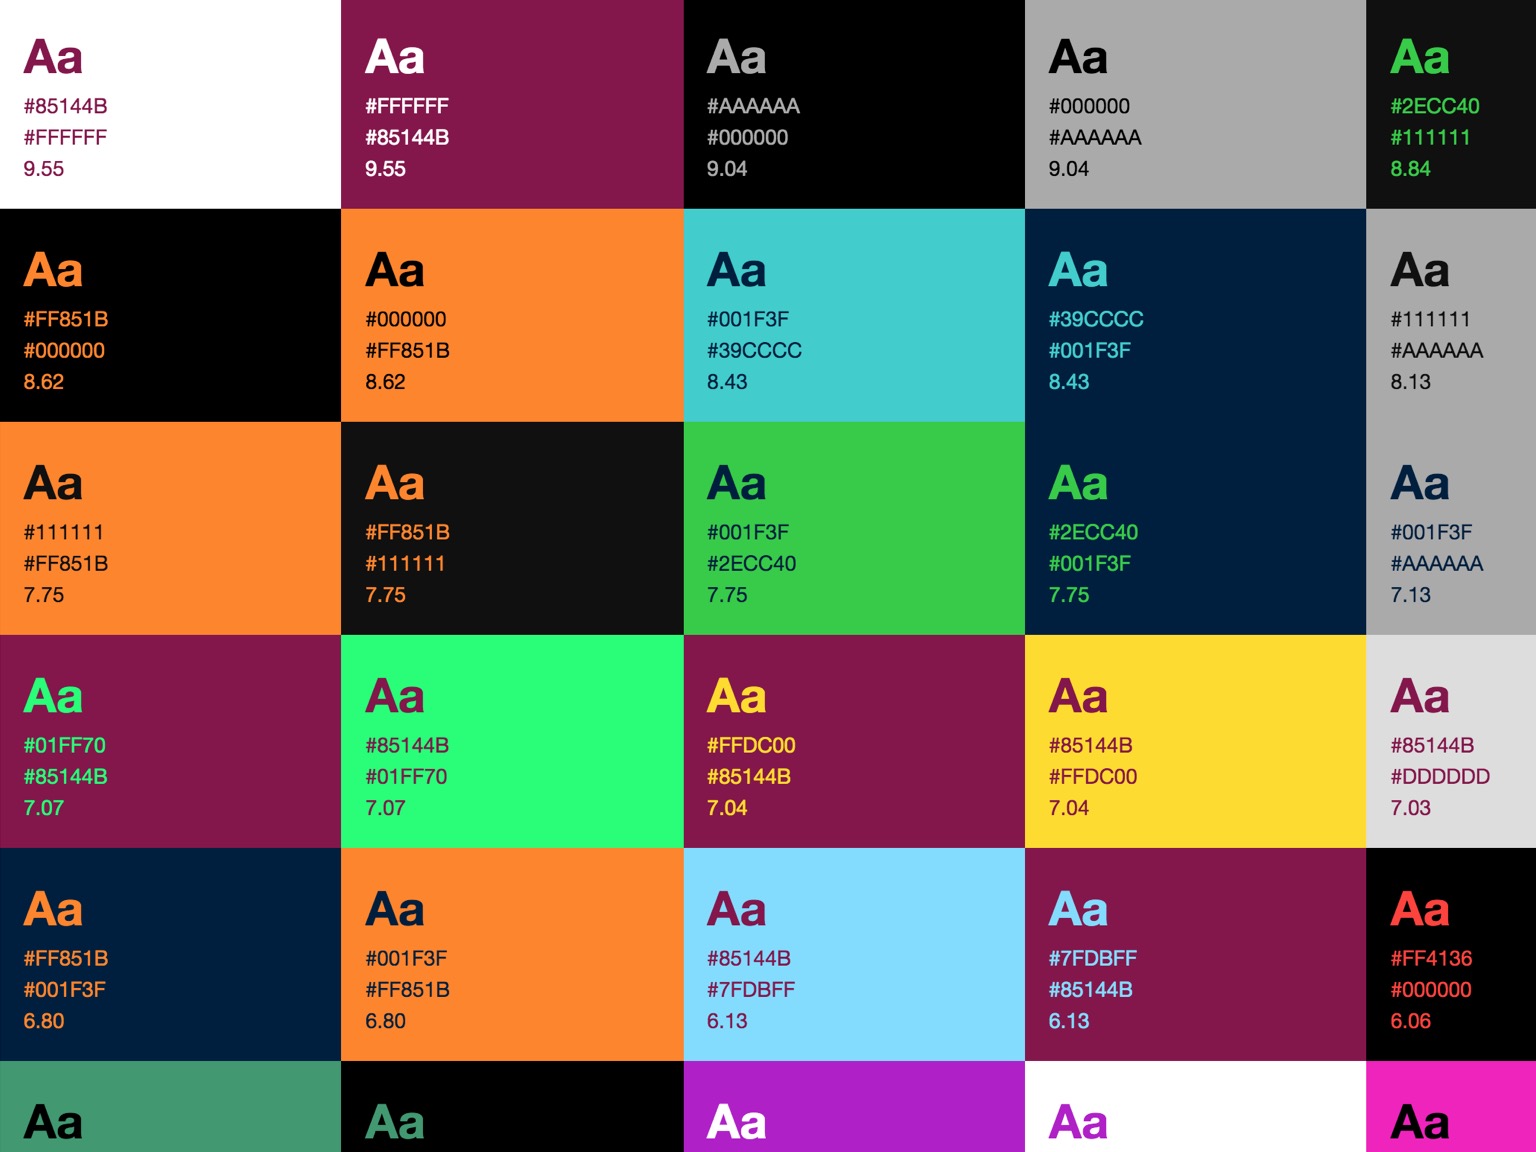 Aa
#85144B
#FFFFFF
9.55
Aa
#FFFFFF
#85144B
9.55
Aa
#AAAAAA
#000000
9.04
Aa
#000000
#AAAAAA
9.04
Aa
#2ECC40
#111111
8.84
Aa
#FF851B
#000000
8.62
Aa
#000000
#FF851B
8.62
Aa
#001F3F
#39CCCC
8.43
Aa
#39CCCC
#001F3F
8.43
Aa
#111111
#AAAAAA
8.13
Aa
#111111
#FF851B
7.75
Aa
#FF851B
#111111
7.75
Aa
#001F3F
#2ECC40
7.75
Aa
#2ECC40
#001F3F
7.75
Aa
#001F3F
#AAAAAA
7.13
Aa
#01FF70
#85144B
7.07
Aa
#85144B
#01FF70
7.07
Aa
#FFDC00
#85144B
7.04
Aa
#85144B
#FFDC00
7.04
Aa
#85144B
#DDDDDD
7.03
Aa
#FF851B
#001F3F
6.80
Aa
#001F3F
#FF851B
6.80
Aa
#85144B
#7FDBFF
6.13
Aa
#7FDBFF
#85144B
6.13
Aa
#FF4136
#000000
6.06
Aa
Aa
Aa
Aa
Aa